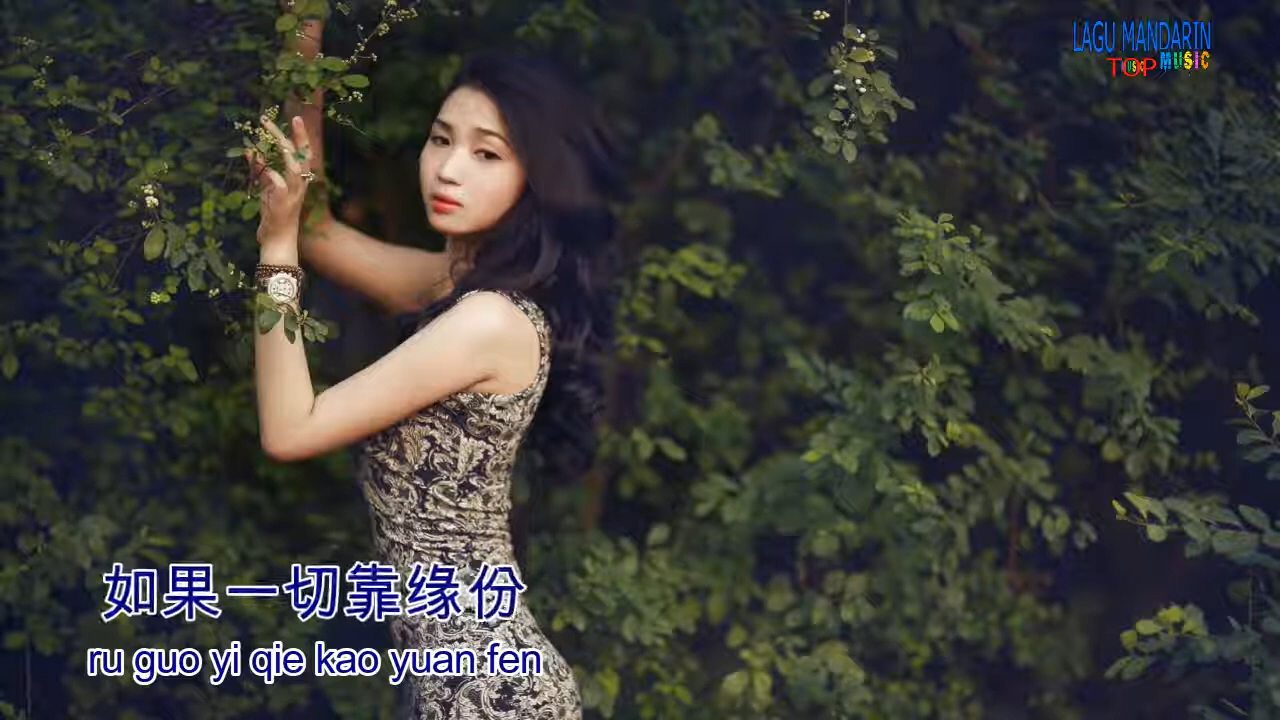 LAGU MANDARIN
TOP MUSIC
如果一切靠缘份
ru guo yi qie kao yuan fen